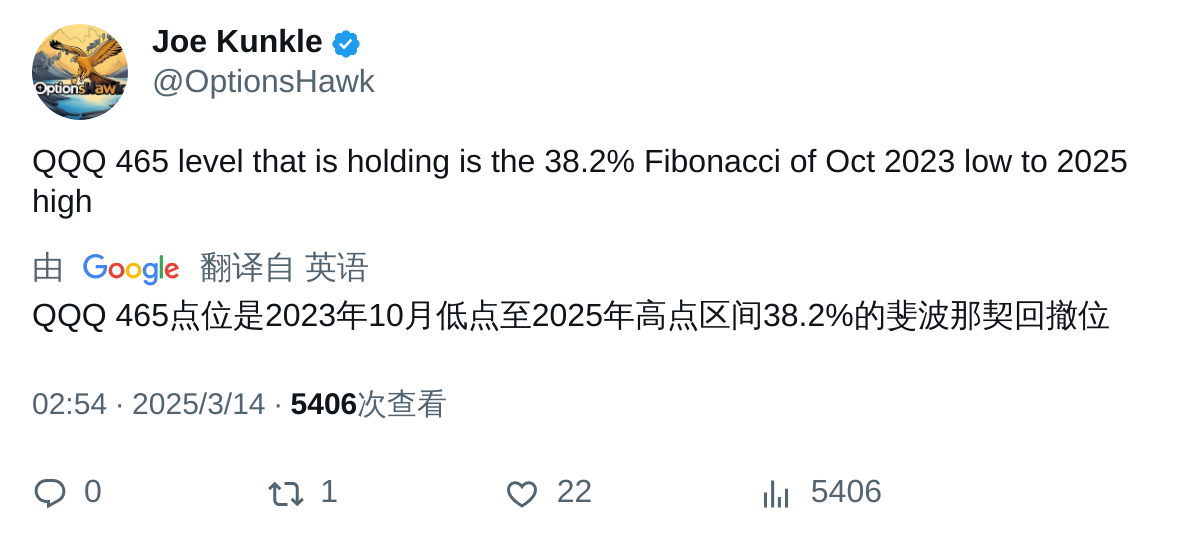 Joe Kunkle
@OptionsHawk
OptionsHawk
QQQ 465 level that is holding is the 38.2% Fibonacci of Oct 2023 low to 2025
high
由 Google 翻译自 英语
QQQ 465点位是2023年10月低点至2025年高点区间38.2%的斐波那契回撤位
02:54 · 2025/3/14 · 5406次查看
0 1 22 5406